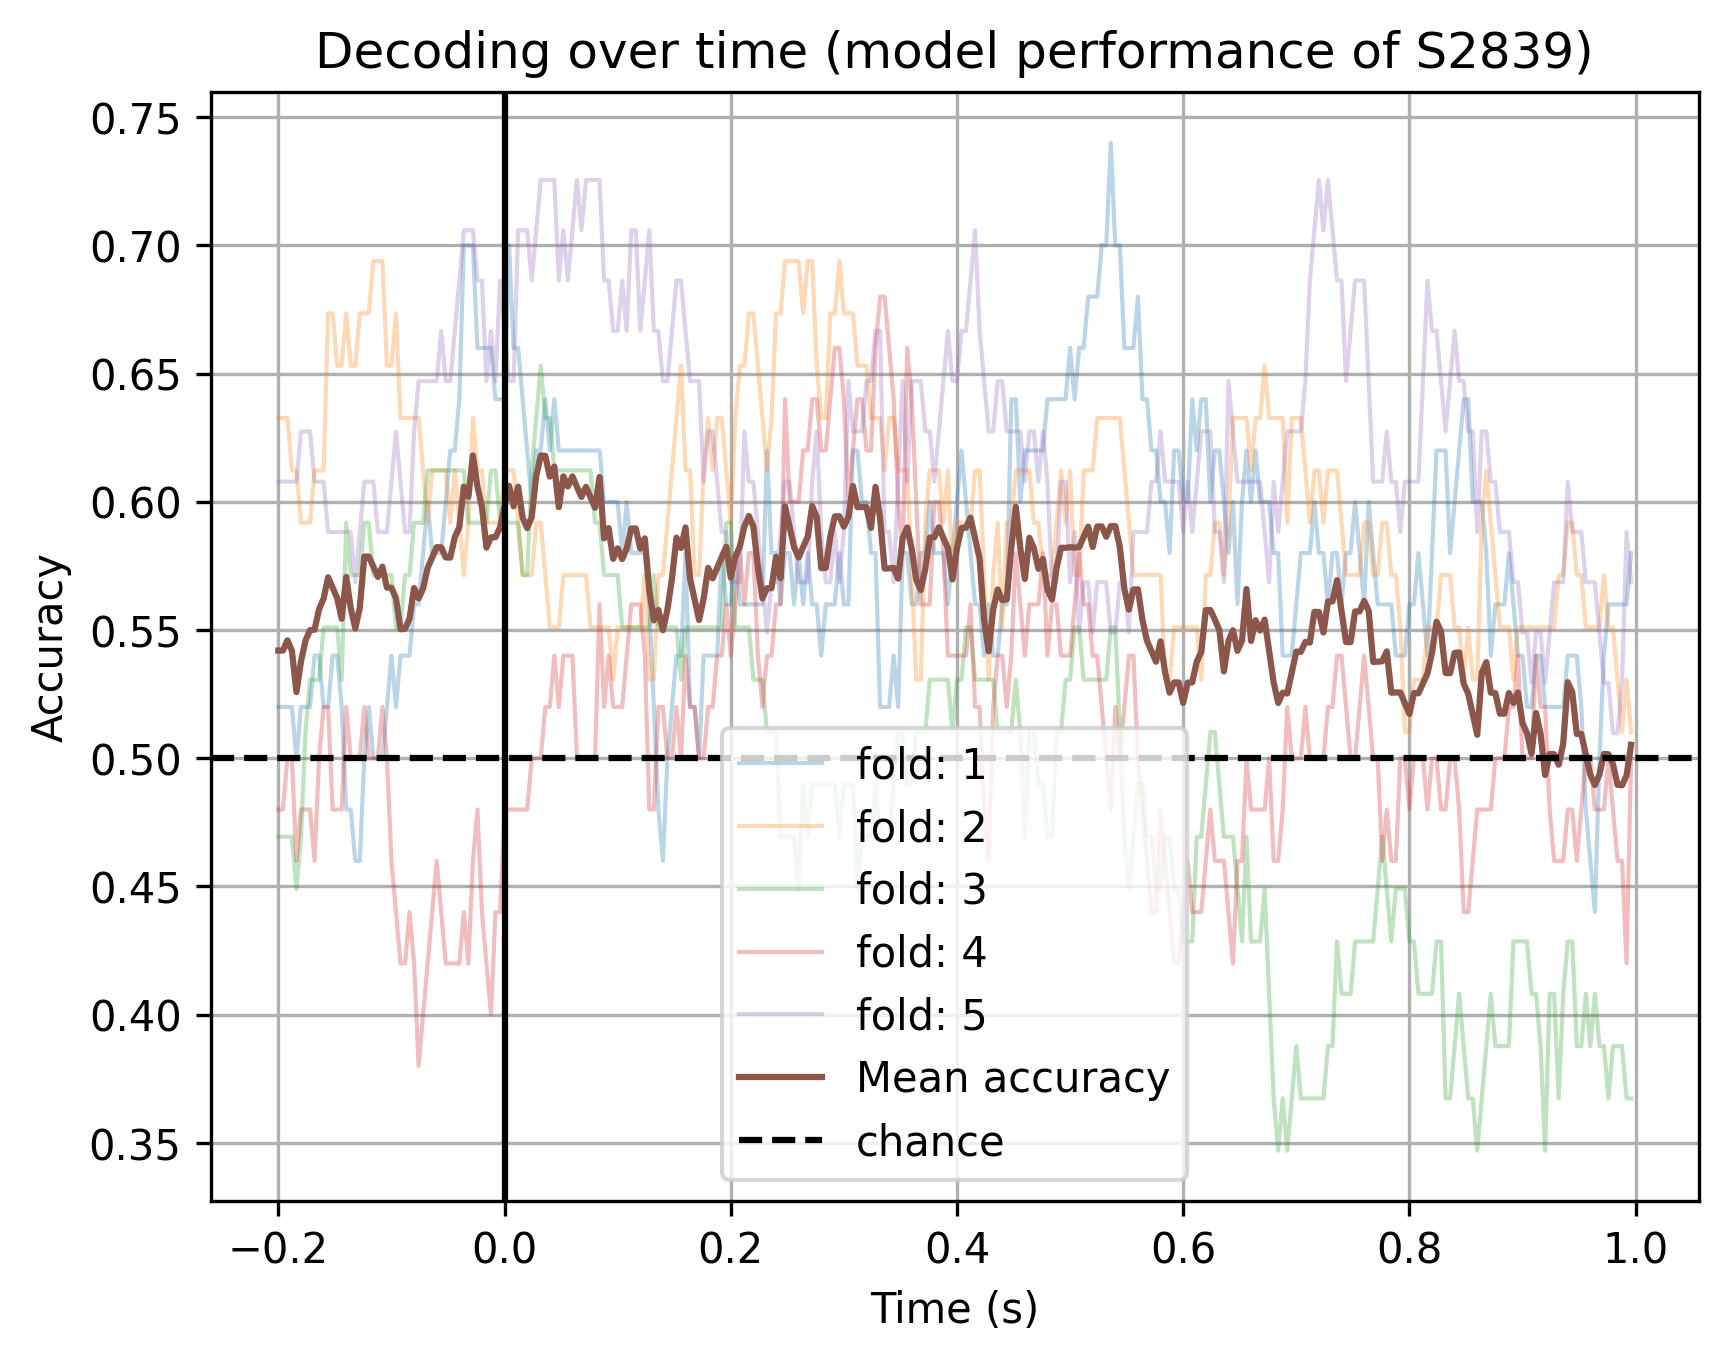 Decoding over time (model performance of S2839)
Accuracy
0.75
0.70
0.65
0.60
0.55
0.50
0.45
0.40
0.35
fold: 1
fold: 2
fold: 3
fold: 4
fold: 5
Mean accuracy
chance
−0.2
0.0
0.2
0.4
0.6
0.8
1.0
Time (s)